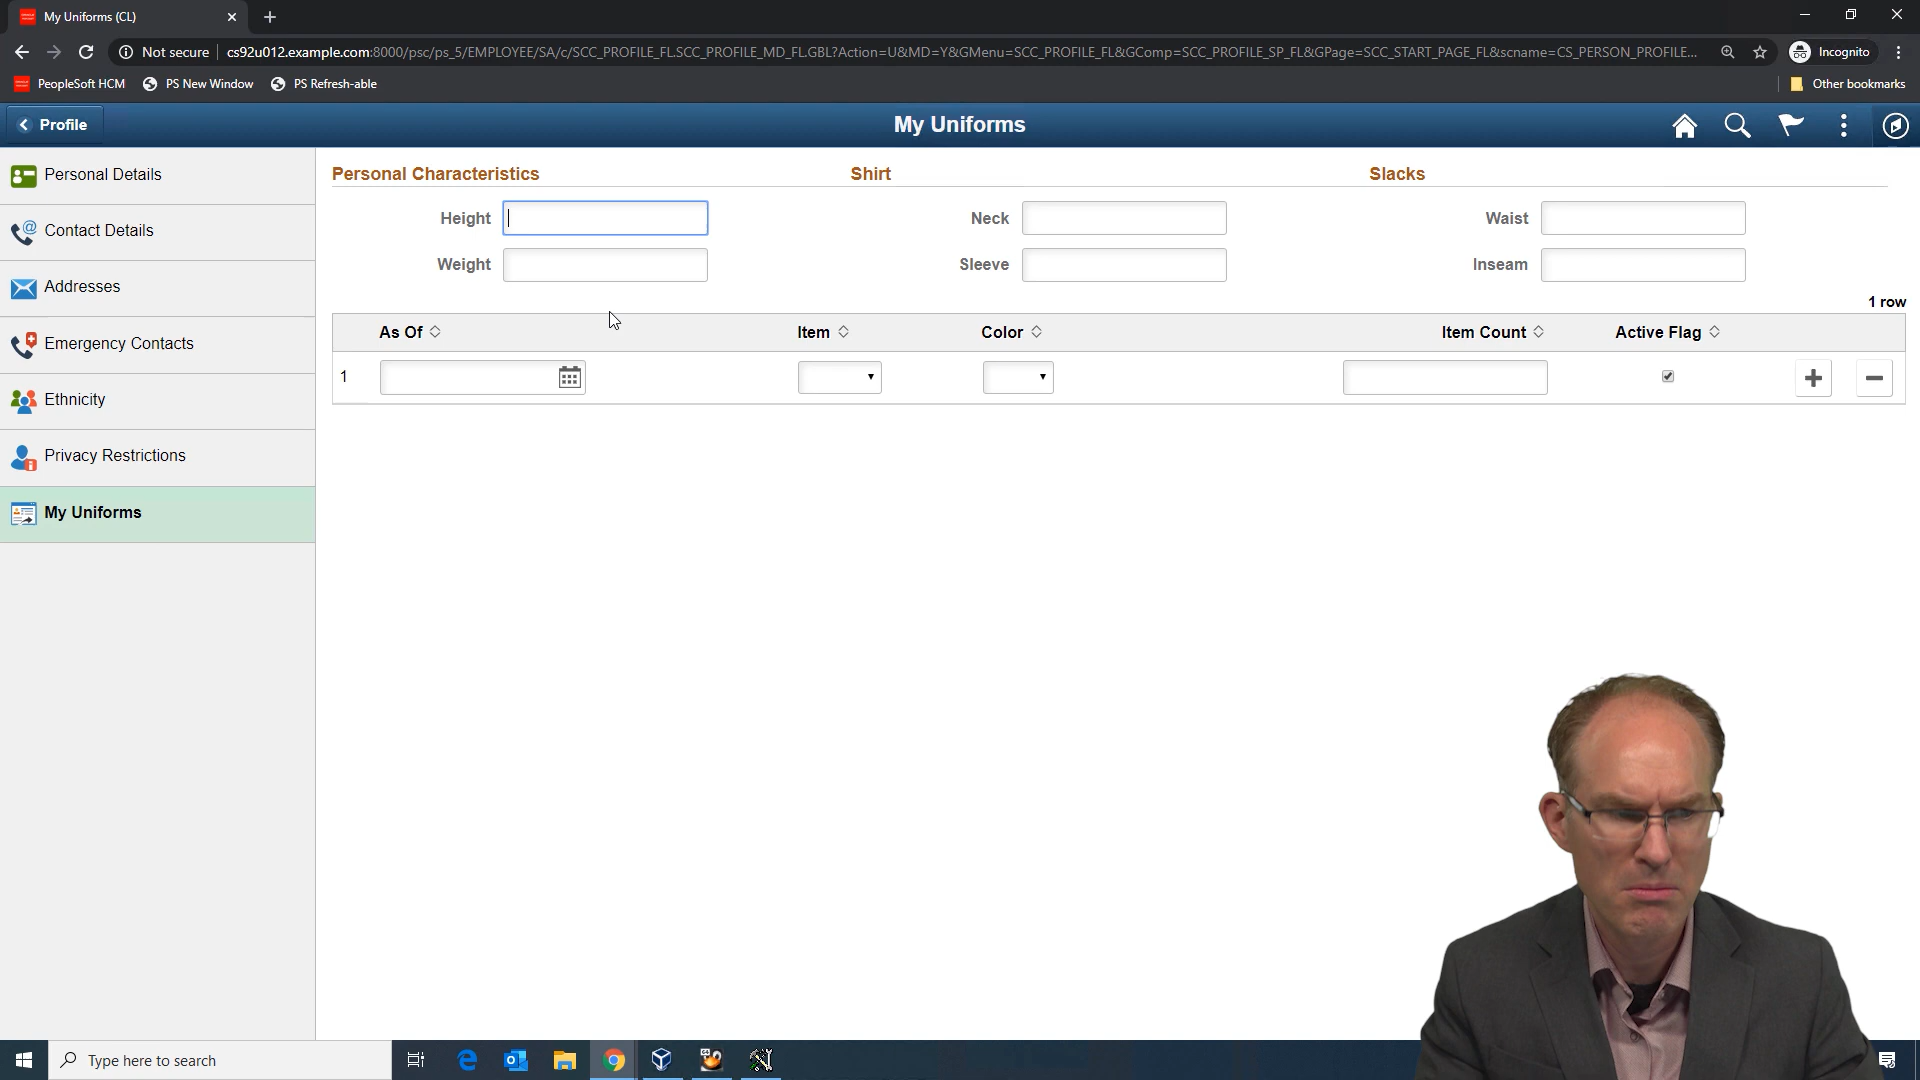 My Uniforms (CL)
Not secure
cs92u012.example.com:8000/psc/ps_5/EMPLOYEE/SA/c/SCC_PROFILE_FL.SCC_PROFILE_MD_FL.GBL?Action=U&MD=Y&GMenu=SCC_PROFILE_FL&GComp=SCC_PROFILE_SP_FL&GPage=SCC_START_PAGE_FL&scname=CS_PERSON_PROFILE...
Incognito
PeopleSoft HCM
PS New Window
PS Refresh-able
Other bookmarks
Profile
My Uniforms
Personal Details
Contact Details
Addresses
Emergency Contacts
Ethnicity
Privacy Restrictions
My Uniforms
Personal Characteristics
Shirt
Slacks
Height
Neck
Waist
Weight
Sleeve
Inseam
1 row
As Of
Item
Color
Item Count
Active Flag
1
Type here to search